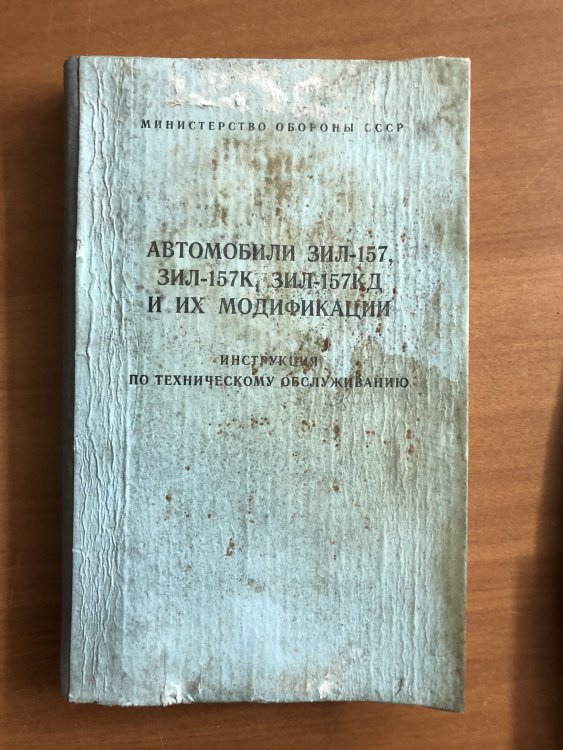 МИНИСТЕРСТВО ОБОРОНЫ СССР
АВТОМОБИЛИ ЗИЛ-157,
ЗИЛ-157К, ЗИЛ-157КД
И ИХ МОДИФИКАЦИИ
ИНСТРУКЦИЯ
ПО ТЕХНИЧЕСКОМУ ОБСЛУЖИВАНИЮ